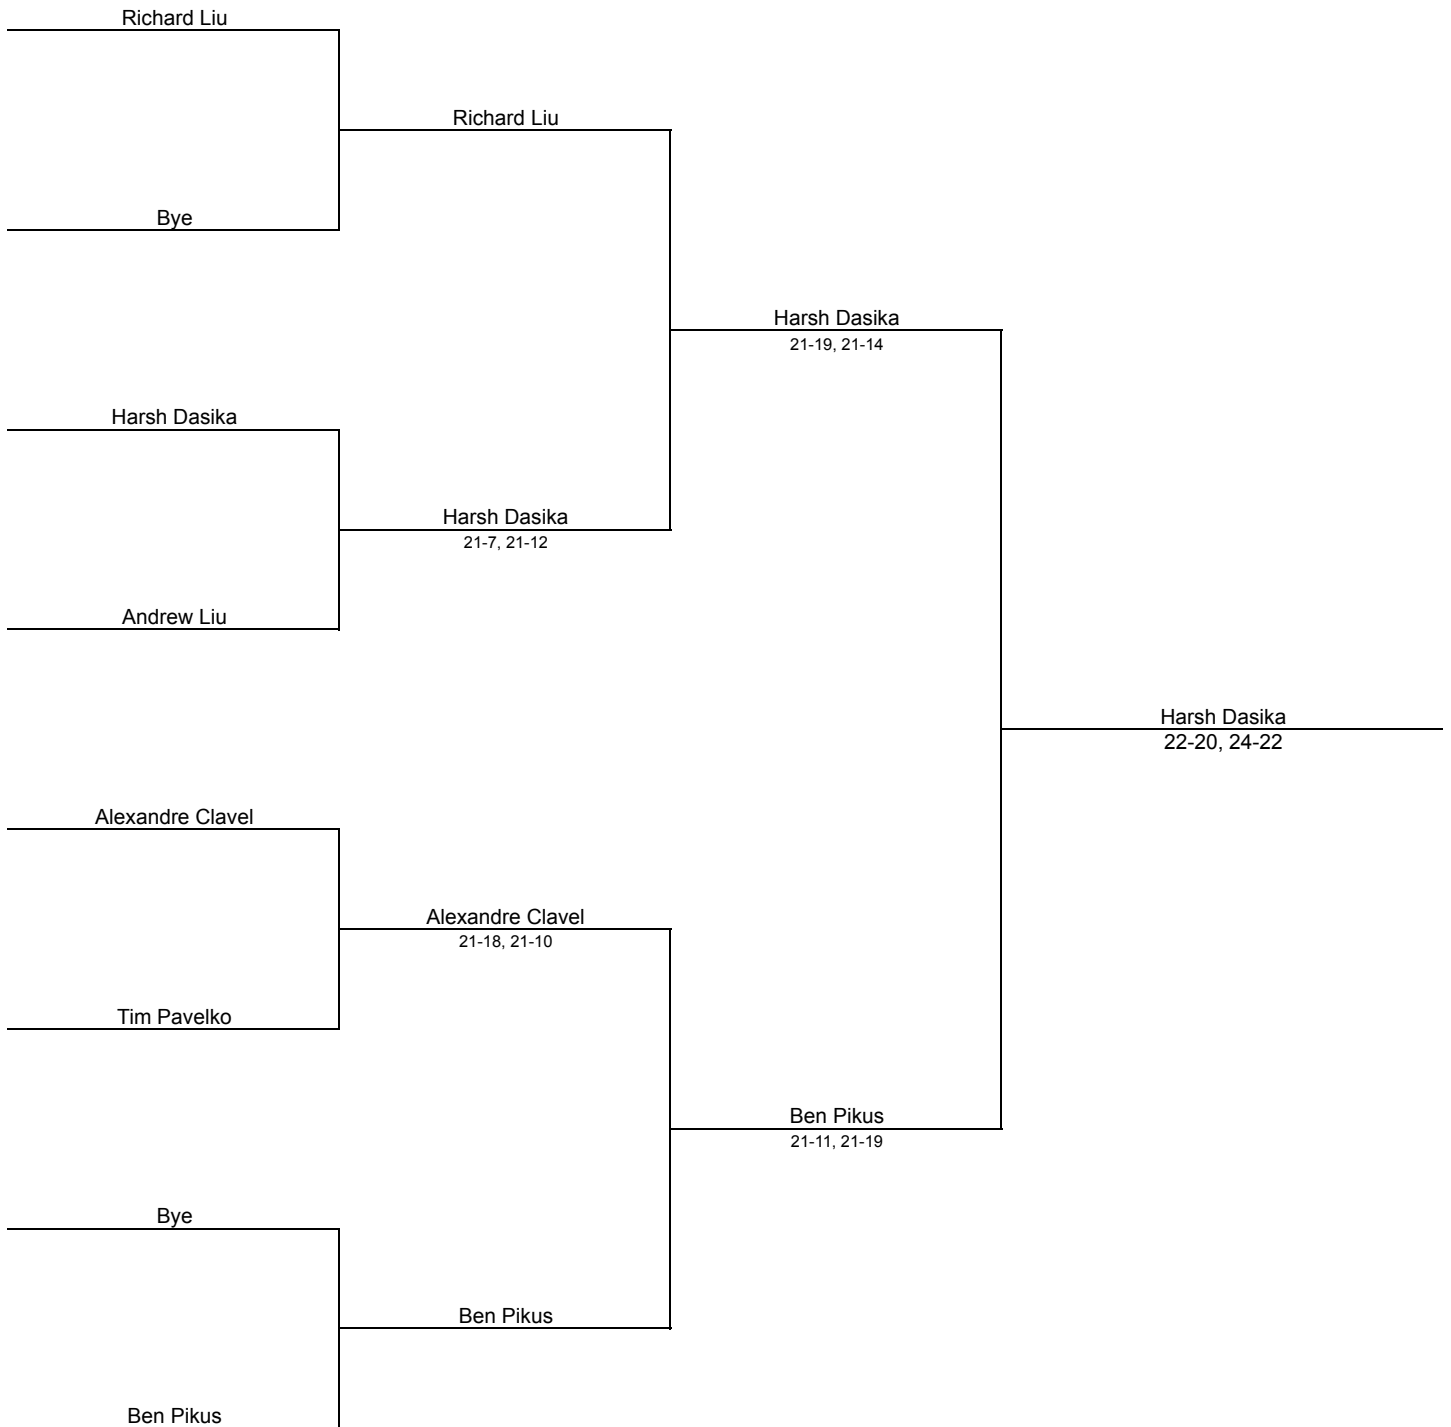 Richard Liu
Richard Liu
Bye
Harsh Dasika
21-19, 21-14
Harsh Dasika
Harsh Dasika
21-7, 21-12
Andrew Liu
Harsh Dasika
22-20, 24-22
Alexandre Clavel
Alexandre Clavel
21-18, 21-10
Tim Pavelko
Ben Pikus
21-11, 21-19
Bye
Ben Pikus
Ben Pikus